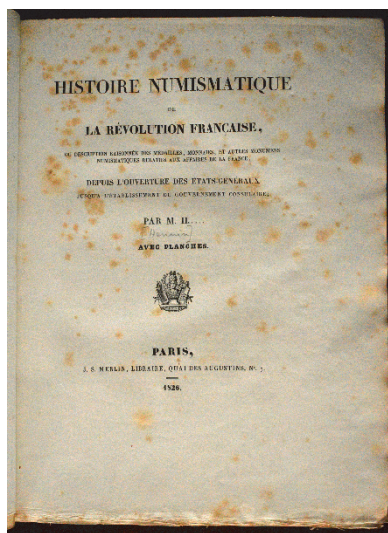 HISTOIRE NUMISMATIQUE
DE
LA RÉVOLUTION FRANCAISE,
OU DESCRIPTION RAISONNÉE DES MÉDAILLES, MONNAIES, ET AUTRES MONUMENS
NUMISMATIQUES RELATIFS AUX AFFAIRES DE LA FRANCE,
DEPUIS L'OUVERTURE DES ÉTATS-GÉNÉRAUX
JUSQU'A L'ÉTABLISSEMENT DU GOUVERNEMENT CONSULAIRE;
PAR M. H.....
AVEC PLANCHES.
PARIS,
J. S. MERLIN, LIBRAIRE, QUAI DES AUGUSTINS, No 7.
1826.